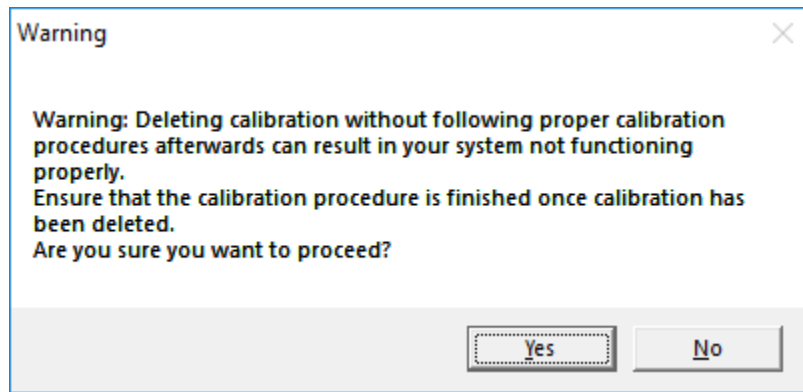 Warning
Warning: Deleting calibration without following proper calibration
procedures afterwards can result in your system not functioning
properly.
Ensure that the calibration procedure is finished once calibration has
been deleted.
Are you sure you want to proceed?
Yes
No